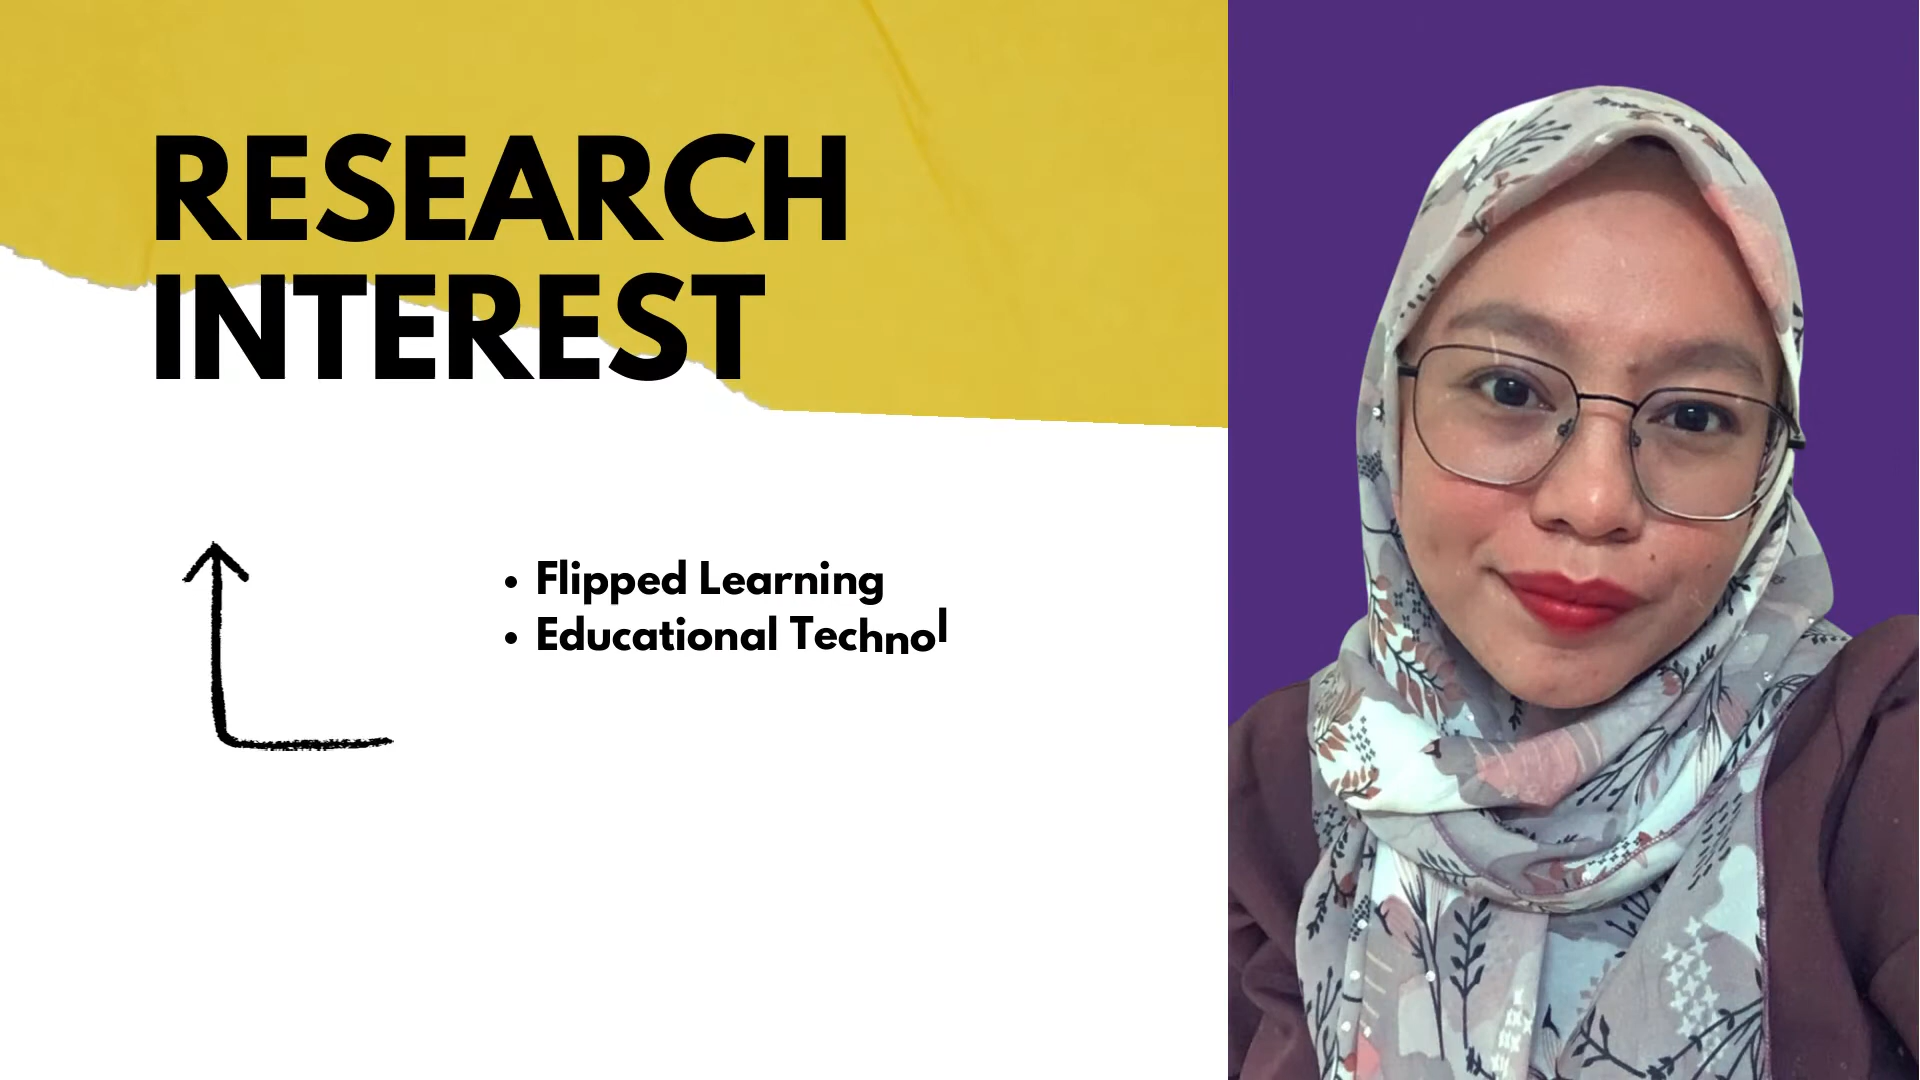 RESEARCH
INTEREST
• Flipped Learning
• Educational Technol